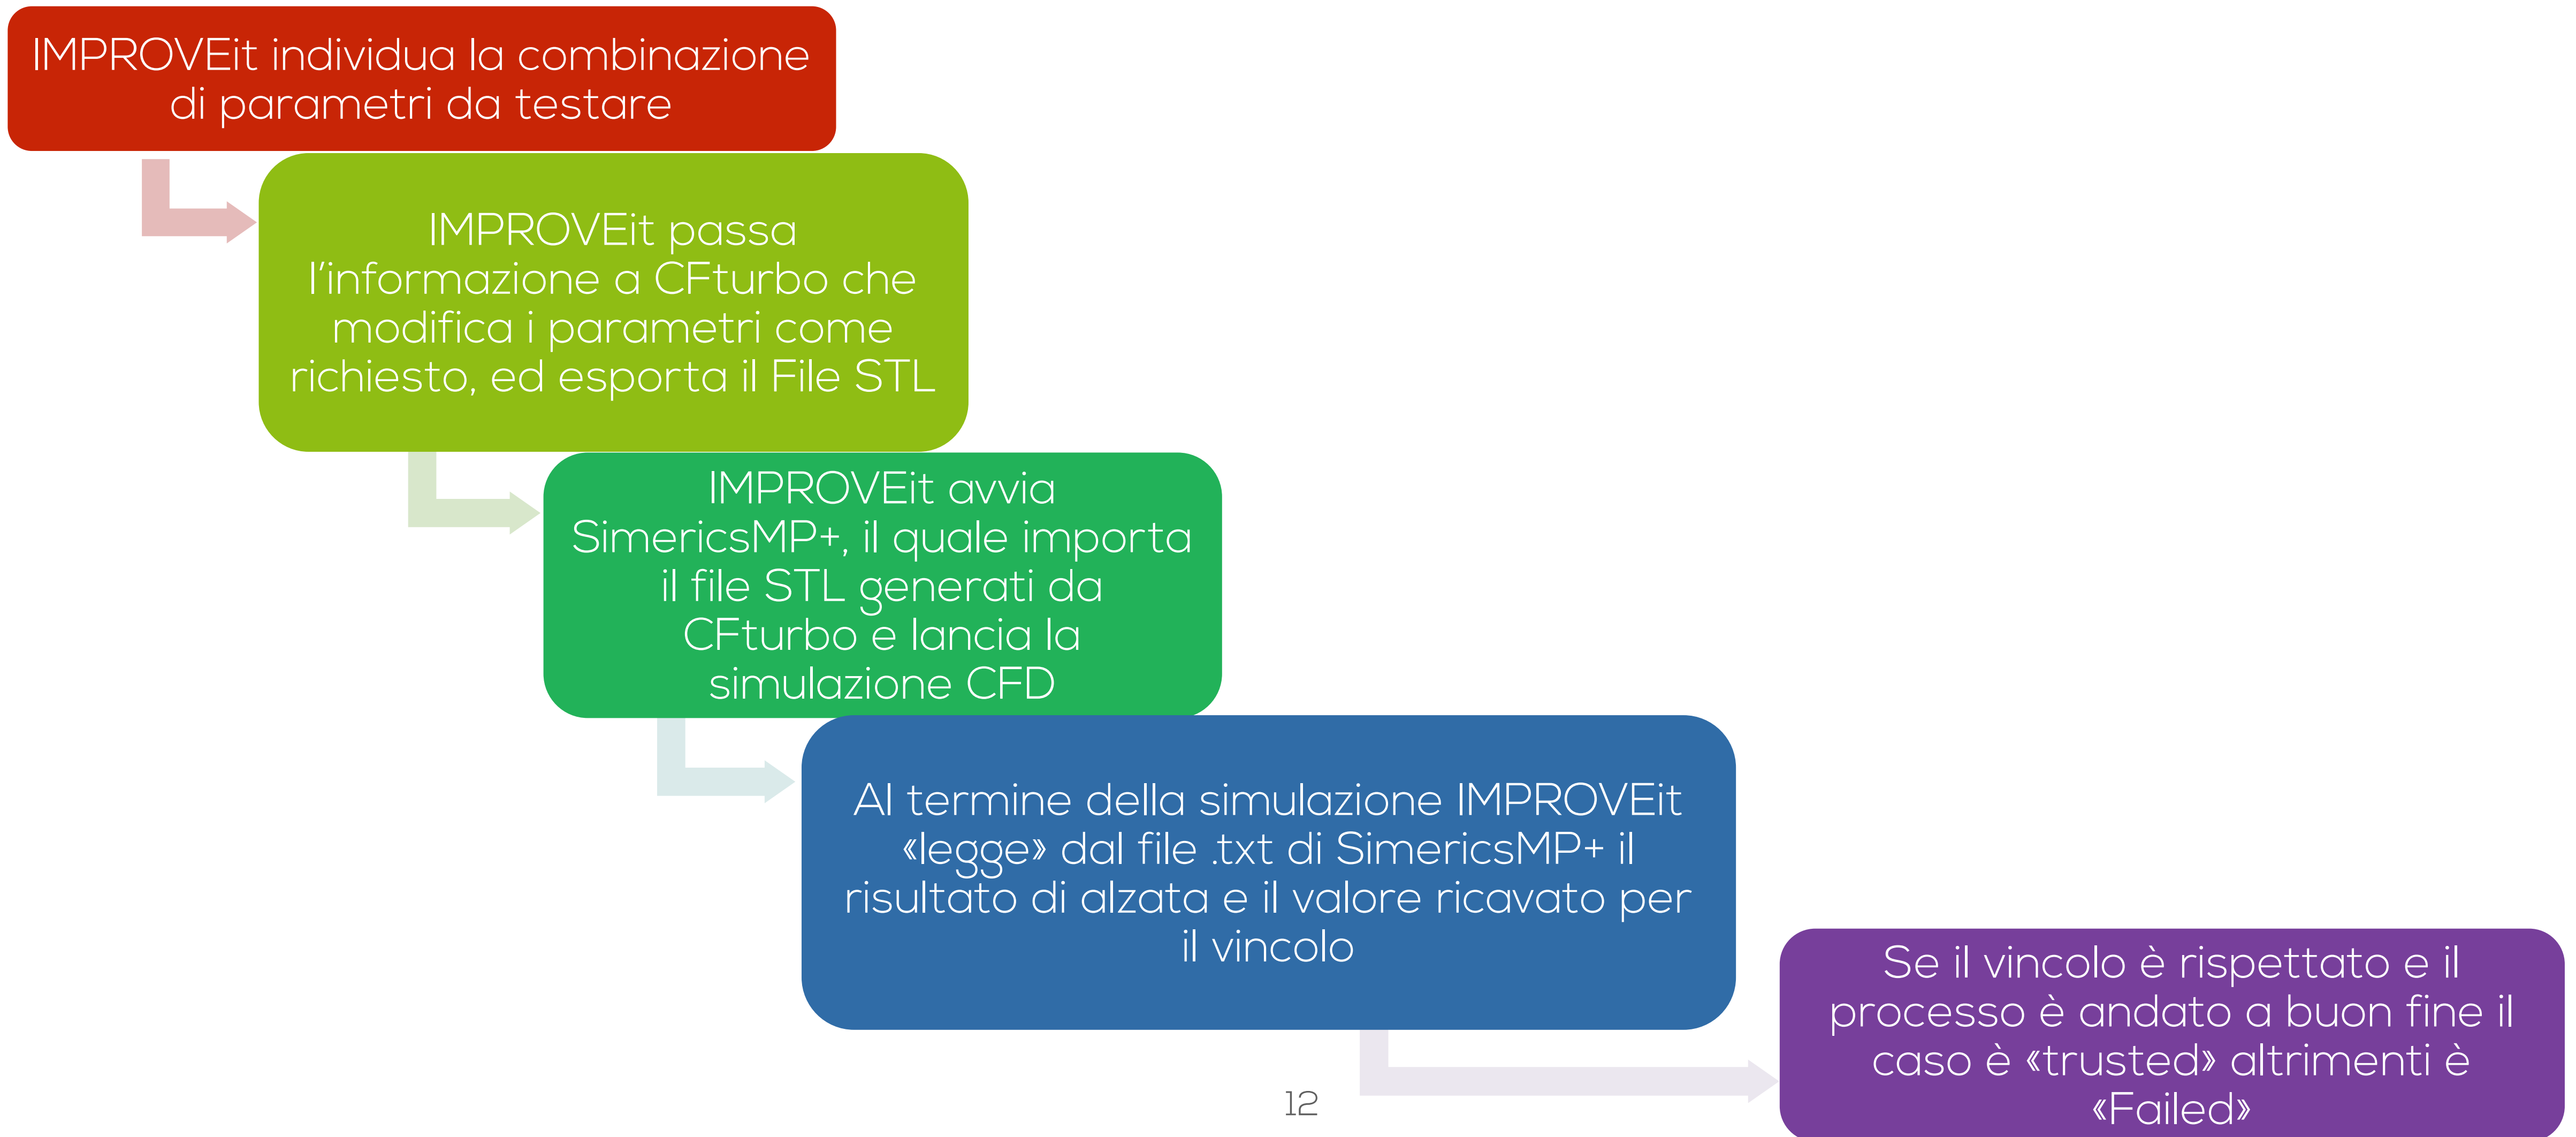 IMPROVEit individua la combinazione
di parametri da testare
IMPROVEit passa
l'informazione a CFturbo che
modifica i parametri come
richiesto, ed esporta il File STL
IMPROVEit avvia
SimericsMP+, il quale importa
il file STL generati da
CFturbo e lancia la
simulazione CFD
Al termine della simulazione IMPROVEit
«legge» dal file .txt di SimericsMP+ il
risultato di alzata e il valore ricavato per
il vincolo
Se il vincolo è rispettato e il
processo è andato a buon fine il
caso è «trusted» altrimenti è
«Failed»
12